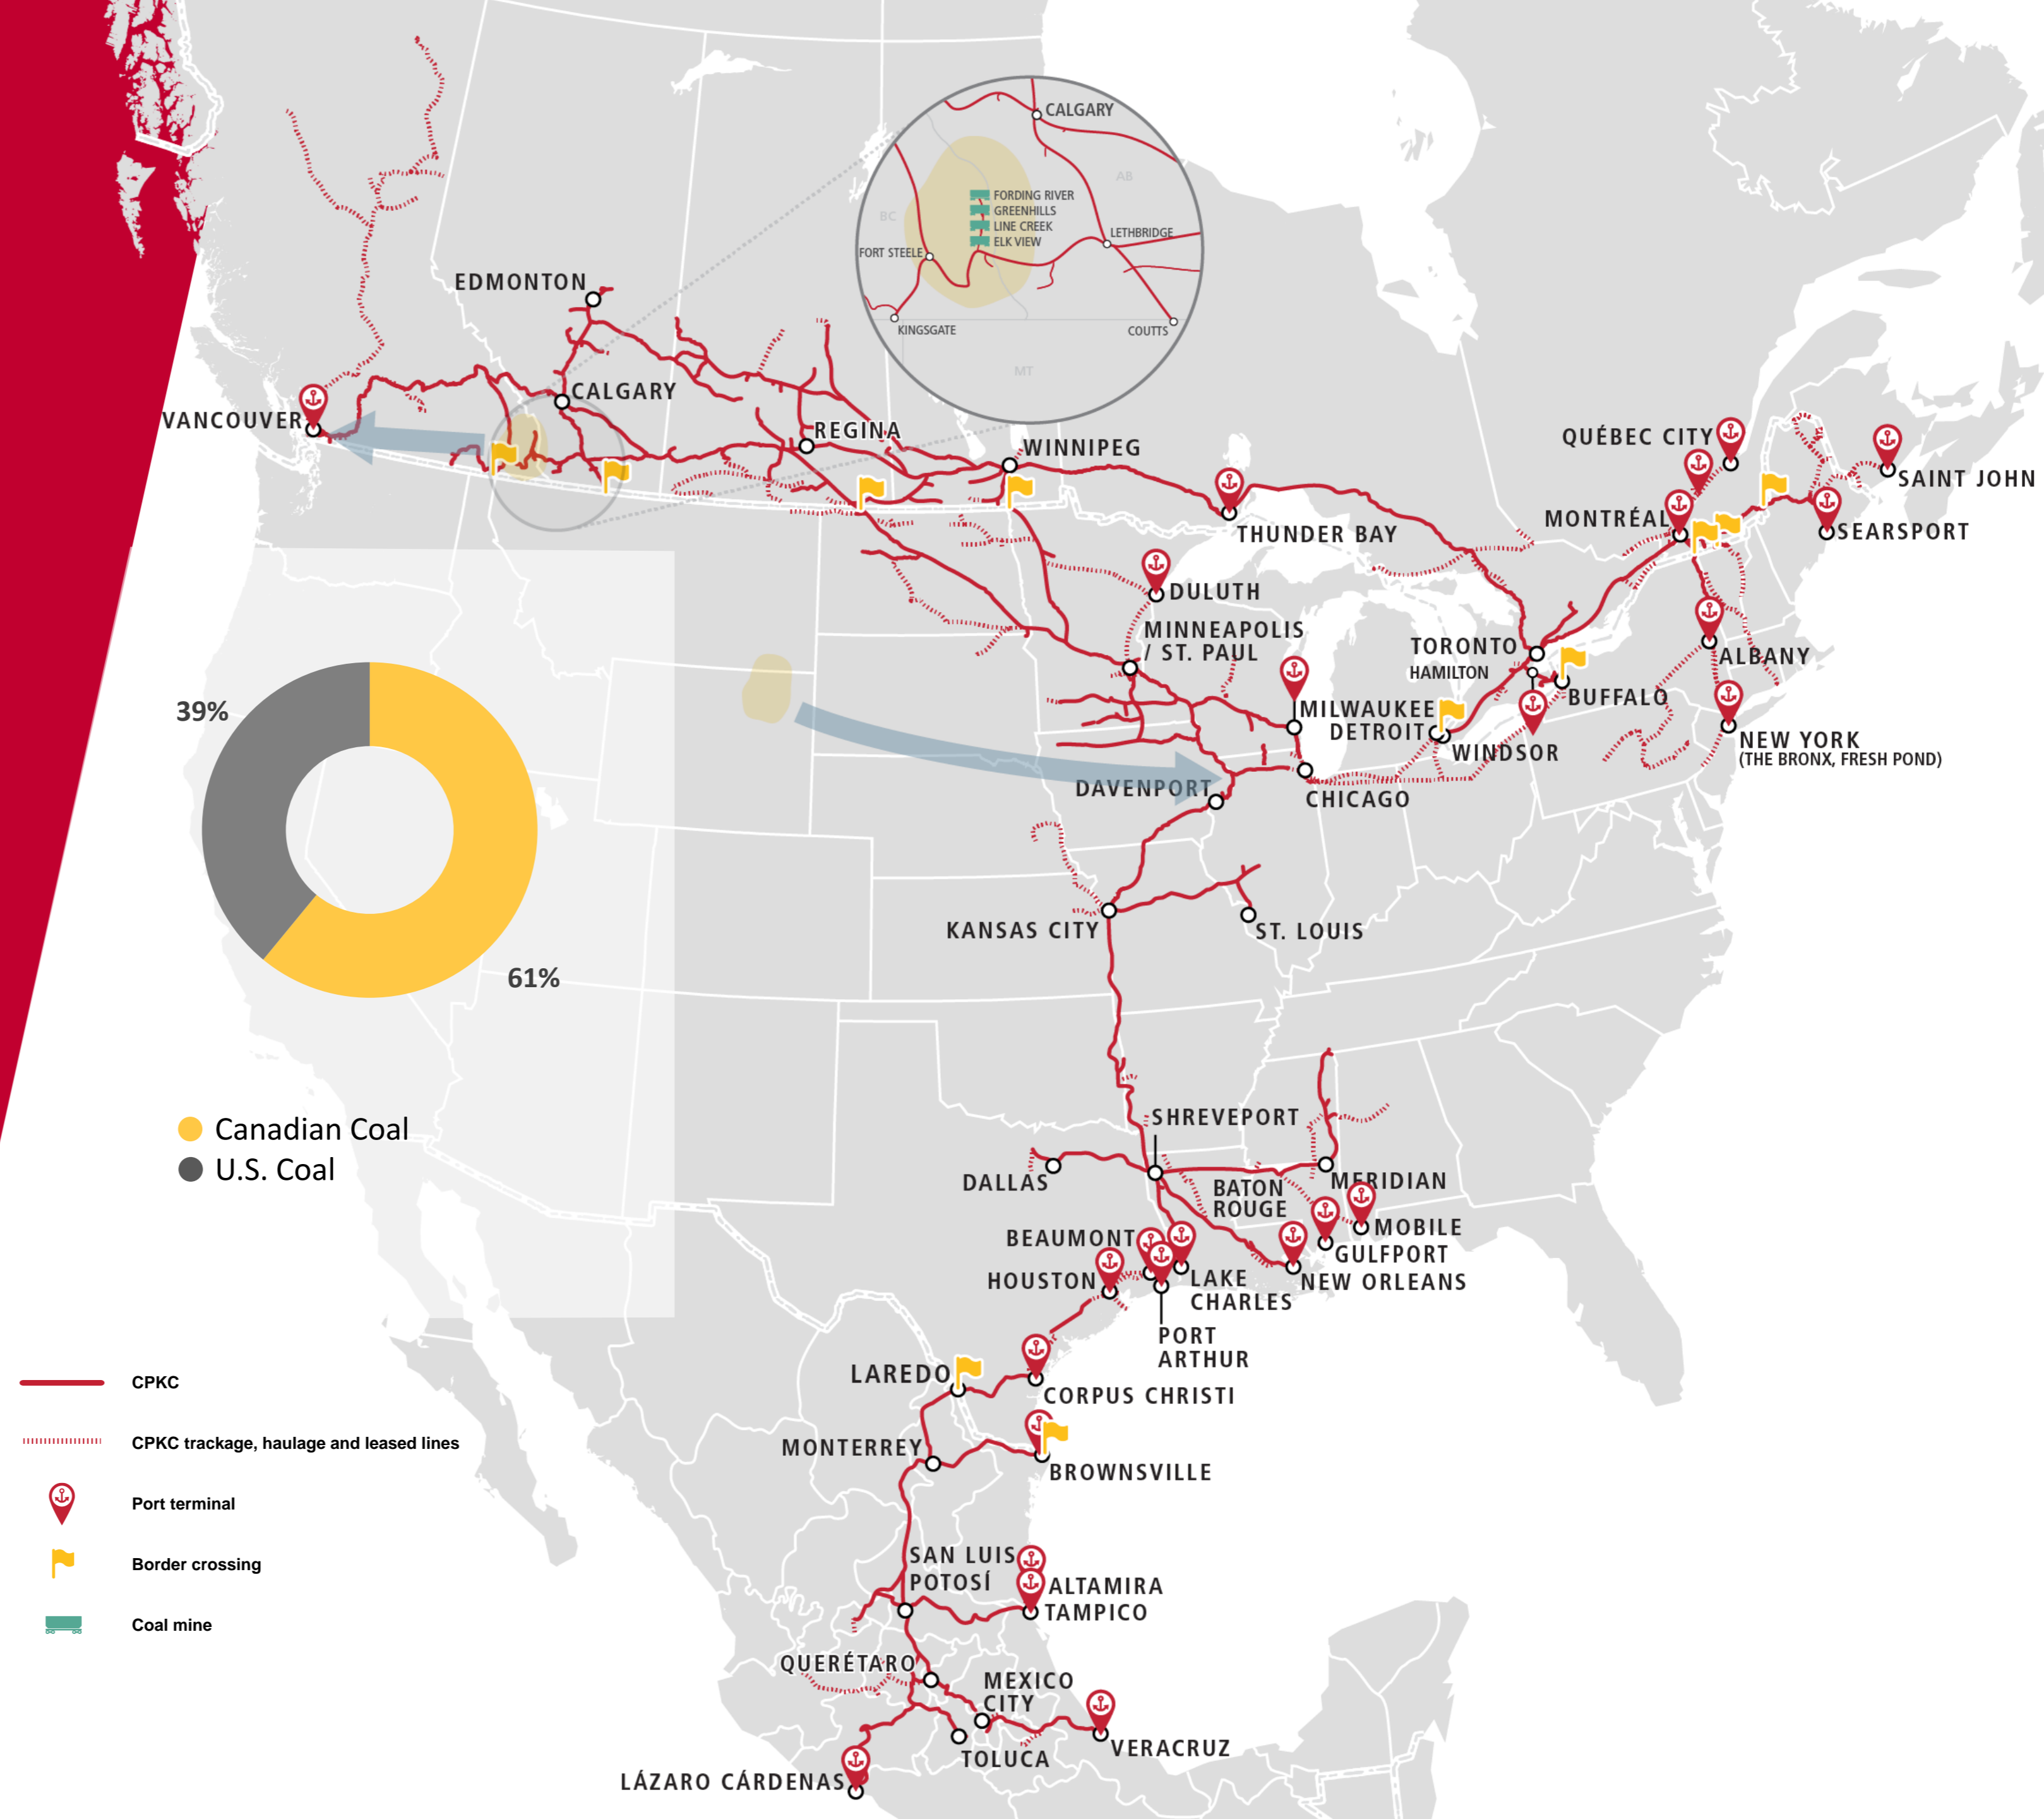 CALGARY
AB
BC
FORDING RIVER
GREENHILLS
LINE CREEK
ELK VIEW
LETHBRIDGE
FORT STEELE
KINGSGATE
COUTTS
MT
EDMONTON
CALGARY
VANCOUVER
REGINA
WINNIPEG
THUNDER BAY
QUÉBEC CITY
SAINT JOHN
MONTRÉAL
SEARSPORT
DULUTH
MINNEAPOLIS
/ ST. PAUL
TORONTO
HAMILTON
ALBANY
BUFFALO
MILWAUKEE
DETROIT
WINDSOR
NEW YORK
(THE BRONX, FRESH POND)
DAVENPORT
CHICAGO
KANSAS CITY
ST. LOUIS
39%
61%
Canadian Coal
U.S. Coal
SHREVEPORT
DALLAS
MERIDIAN
BATON
ROUGE
MOBILE
BEAUMONT
GULFPORT
HOUSTON
LAKE
CHARLES
NEW ORLEANS
PORT
ARTHUR
LAREDO
CORPUS CHRISTI
MONTERREY
BROWNSVILLE
SAN LUIS
POTOSÍ
ALTAMIRA
TAMPICO
QUERÉTARO
MEXICO
CITY
TOLUCA
VERACRUZ
LÁZARO CÁRDENAS
CPKC
CPKC trackage, haulage and leased lines
Port terminal
Border crossing
Coal mine